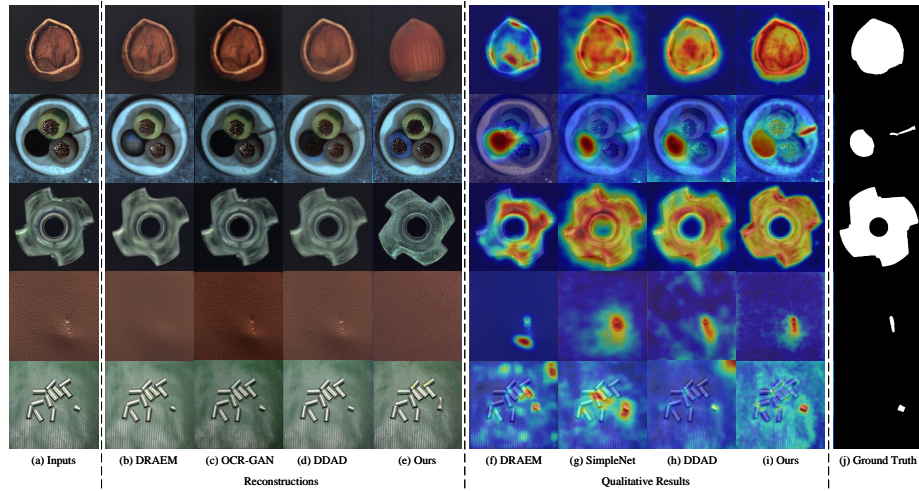 (a) Inputs (b) DRAEM (c) OCR-GAN (d) DDAD (e) Ours (f) DRAEM (g) SimpleNet (h) DDAD (i) Ours (j) Ground Truth
Reconstructions Qualitative Results